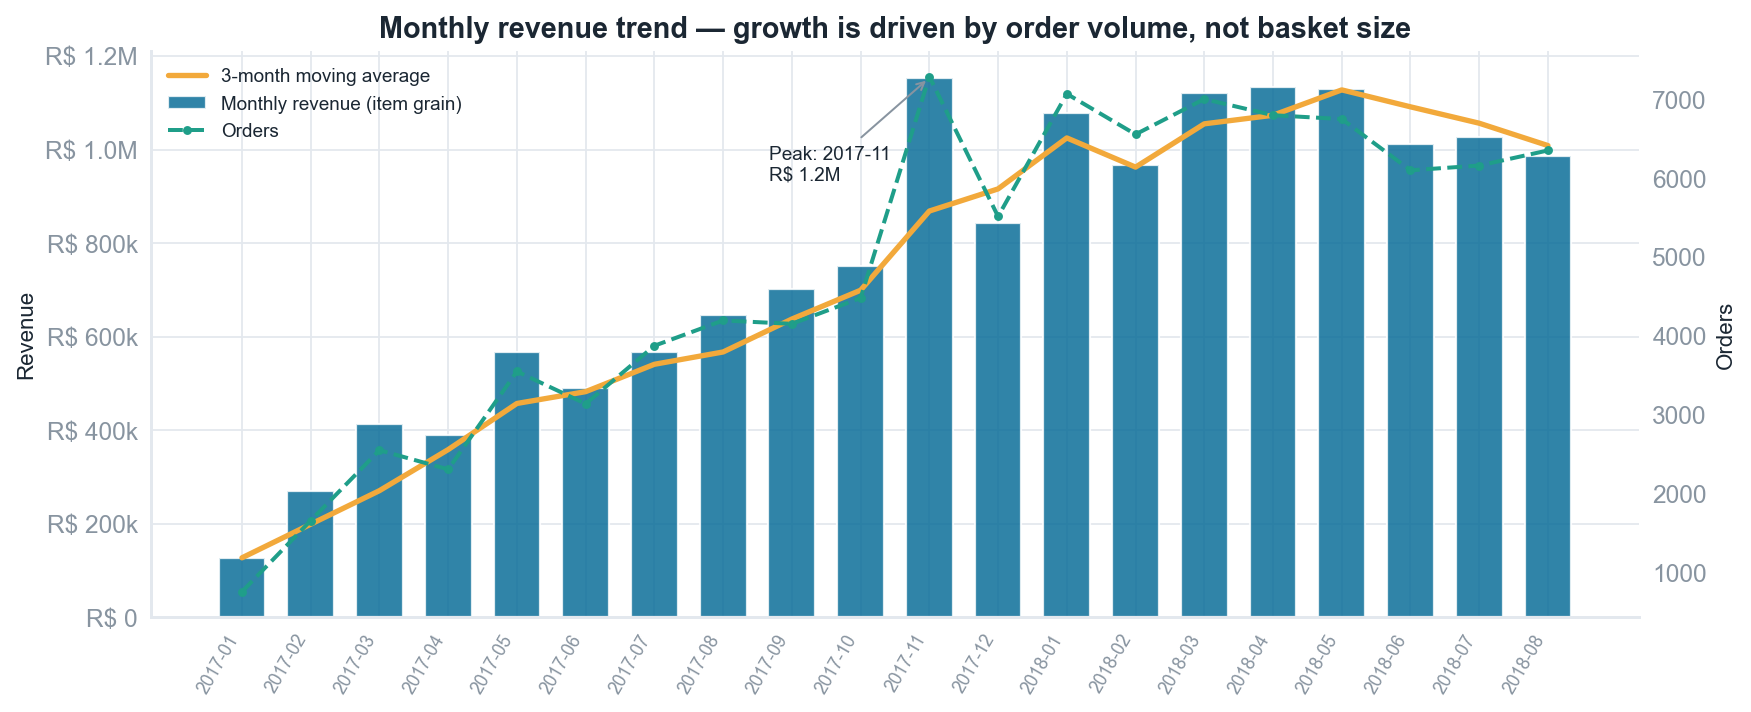 Monthly revenue trend — growth is driven by order volume, not basket size
R$ 1.2M
R$ 1.0M
R$ 800k
R$ 600k
R$ 400k
R$ 200k
R$ 0
Revenue
3-month moving average
Monthly revenue (item grain)
Orders
Peak: 2017-11
R$ 1.2M
7000
6000
5000
4000
3000
2000
1000
Orders
2017-01
2017-02
2017-03
2017-04
2017-05
2017-06
2017-07
2017-08
2017-09
2017-10
2017-11
2017-12
2018-01
2018-02
2018-03
2018-04
2018-05
2018-06
2018-07
2018-08